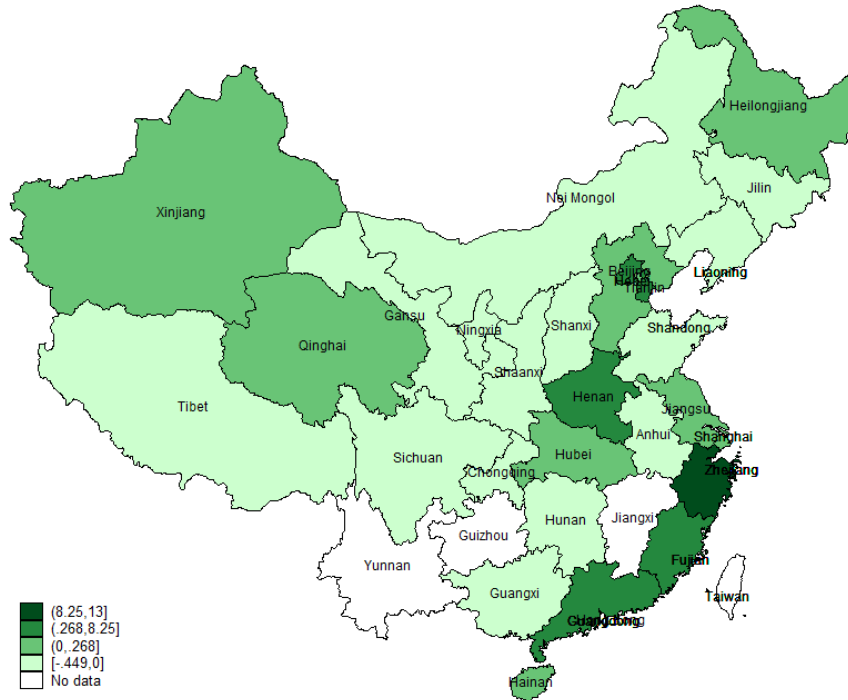 Heilongjiang
Jilin
Nei Mongol
Xinjiang
Liaoning
Beijing
Tianjin
Gansu
Ningxia
Shanxi
Shandong
Qinghai
Shaanxi
Henan
Tibet
Jiangsu
Anhui
Shanghai
Sichuan
Hubei
Chongqing
Zhejiang
Hunan
Jiangxi
Guizhou
Yunnan
Fujian
Guangxi
Taiwan
Guangdong
Hainan
(8.25,13]
(.268,8.25]
(0,.268]
[-.449,0]
No data